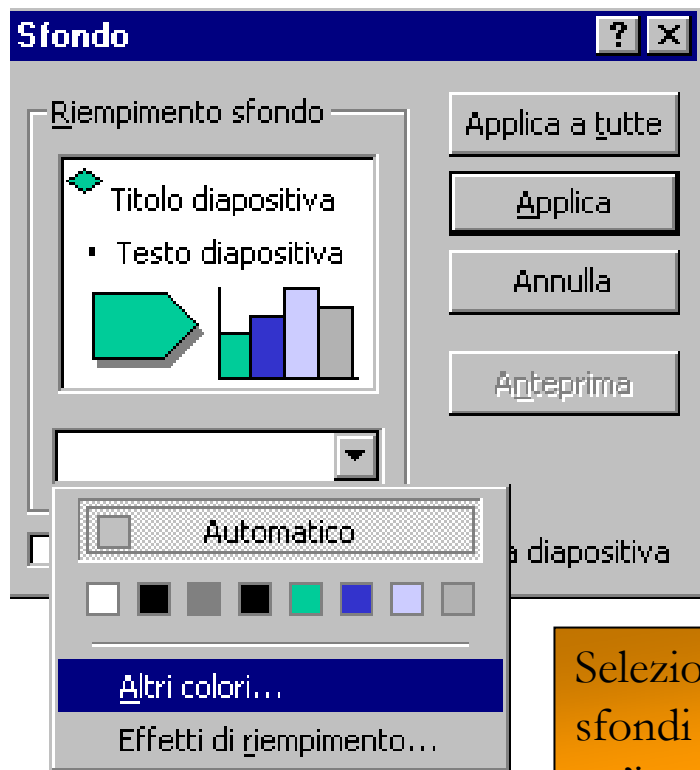 Sfondo
Riempimento sfondo
Titolo diapositiva
Testo diapositiva
Applica a tutte
Applica
Annulla
Anteprima
Automatico
diapositiva
Altri colori...
Effetti di riempimento...
sfondi